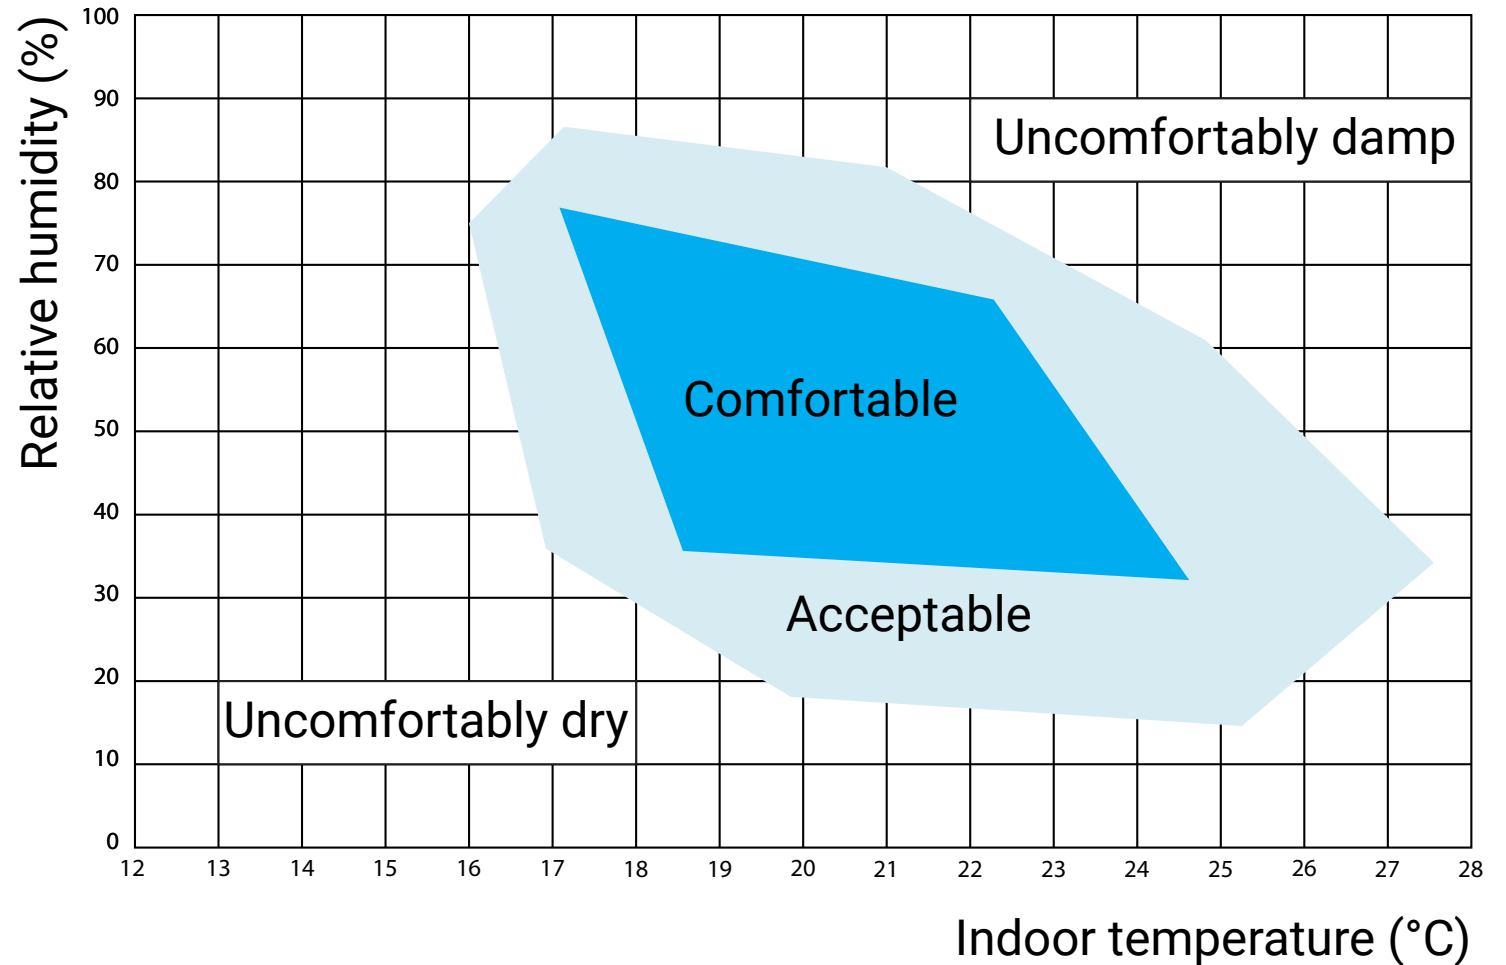 Relative humidity (%)
100
90
80
70
60
50
40
30
20
10
0
Uncomfortably damp
Comfortable
Acceptable
Uncomfortably dry
12 13 14 15 16 17 18 19 20 21 22 23 24 25 26 27 28
Indoor temperature (°C)